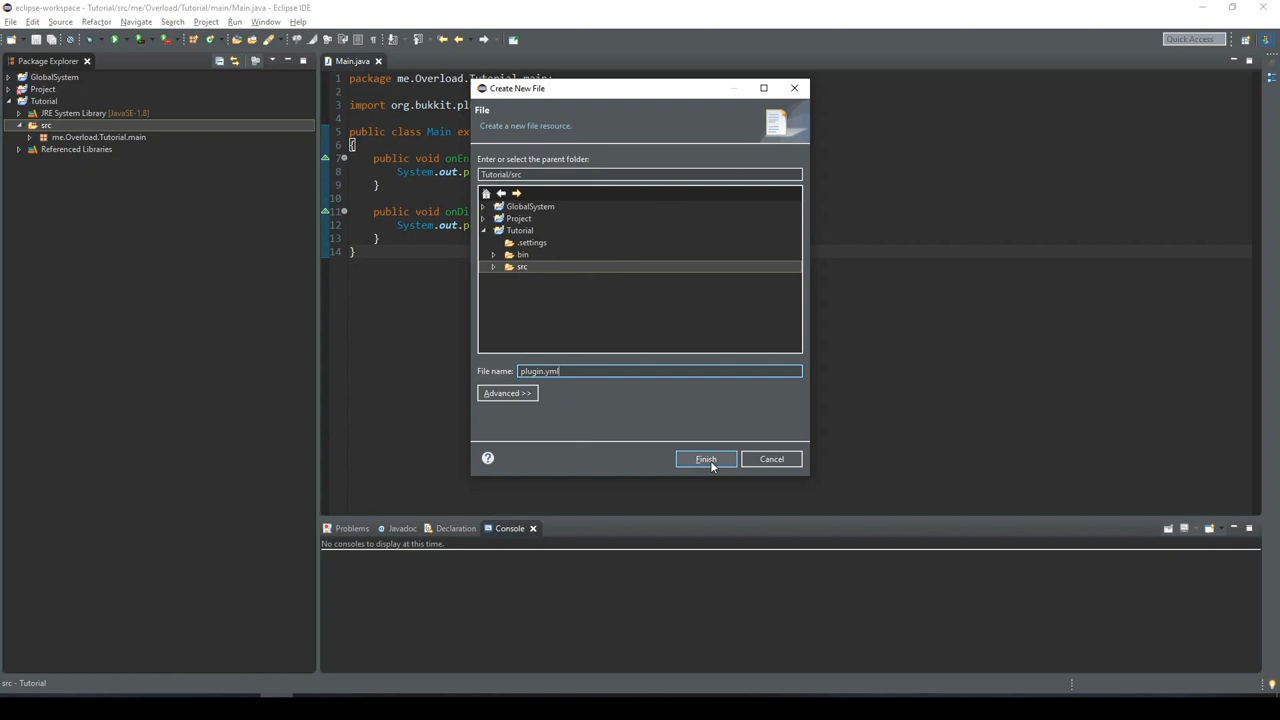 eclipse-workspace - Tutorial/src/me/Overload/Tutorial/main/Main.java - Eclipse IDE
File Edit Source Refactor Navigate Search Project Run Window Help
Quick Access
Package Explorer
GlobalSystem
Project
Tutorial
JRE System Library [JavaSE-1.8]
src
me.Overload.Tutorial.main
Referenced Libraries
Main.java
1 package me.Overload.Tutorial.main;
2
3 import org.bukkit.pl
4
5 public class Main ex
6 {
7 public void onEn
8 System.out.p
9 }
10
11 public void onDi
12 System.out.p
13 }
14 }
Create New File
File
Create a new file resource.
Enter or select the parent folder:
Tutorial/src
GlobalSystem
Project
Tutorial
.settings
bin
src
File name: plugin.yml
Advanced >>
Finish Cancel
Problems Javadoc Declaration Console
No consoles to display at this time.
src - Tutorial